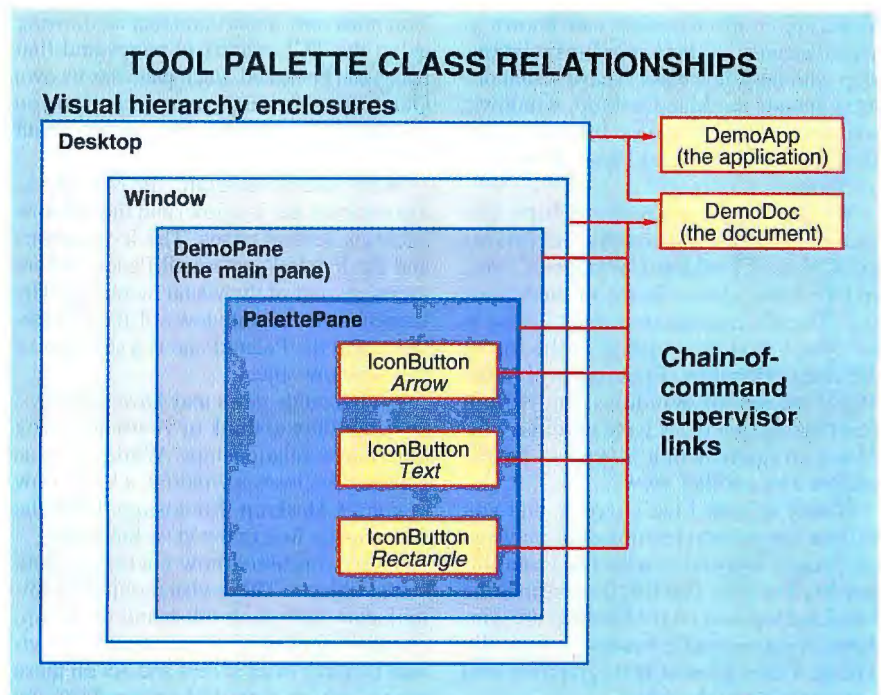 TOOL PALETTE CLASS RELATIONSHIPS
Visual hierarchy enclosures
Desktop
DemoApp
(the application)
Window
DemoDoc
(the document)
DemoPane
(the main pane)
PalettePane
IconButton
Arrow
Chain-of-
command
supervisor
links
IconButton
Text
IconButton
Rectangle